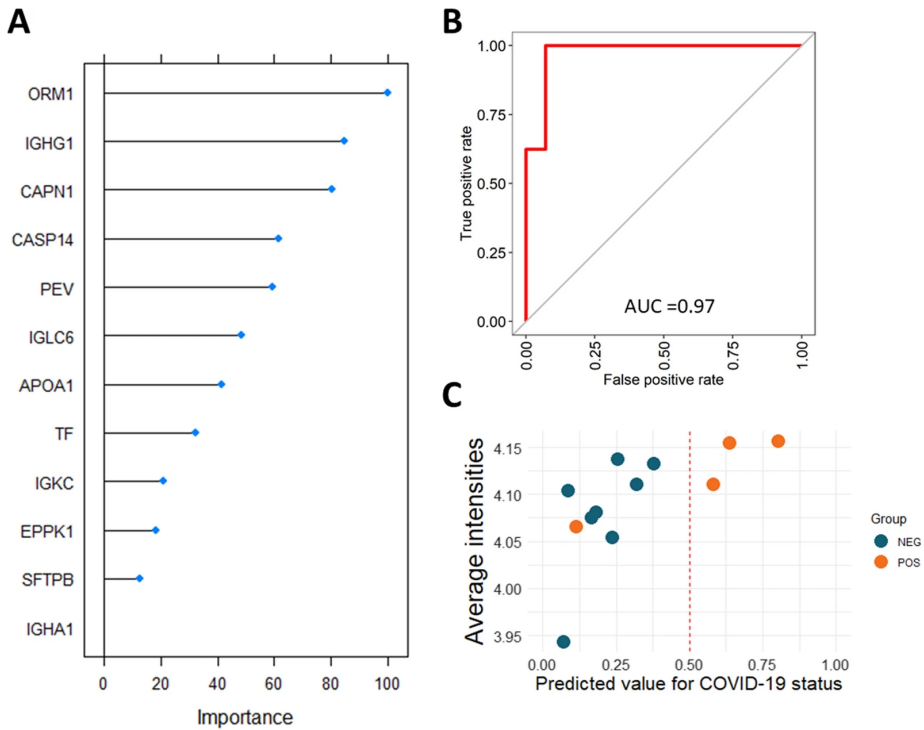 A
ORM1
IGHG1
CAPN1
CASP14
PEV
IGLC6
APOA1
TF
IGKC
EPPK1
SFTPB
IGHA1
0 20 40 60 80 100
Importance
B
True positive rate
1.00
0.75
0.50
0.25
0.00
AUC =0.97
0.00 0.25 0.50 0.75 1.00
False positive rate
C
Average intensities
4.15
4.10
4.05
4.00
3.95
0.00 0.25 0.50 0.75 1.00
Predicted value for COVID-19 status
Group
NEG
POS